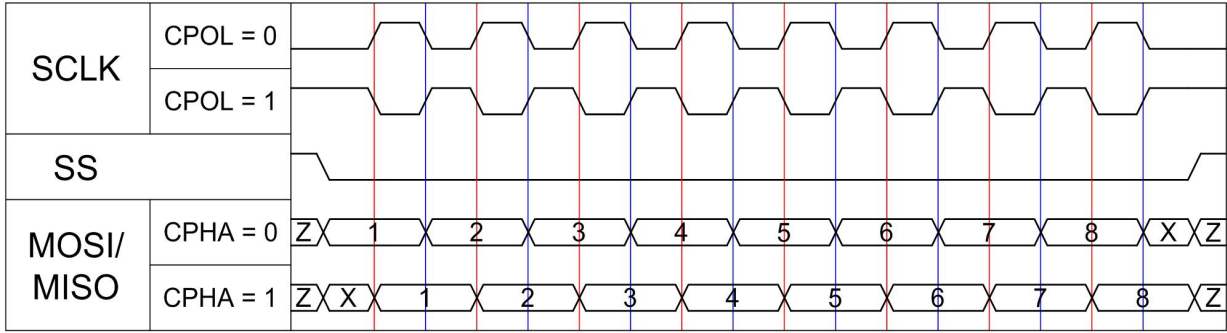 SCLK
CPOL = 0
CPOL = 1
SS
MOSI/
MISO
CPHA = 0
Z 1 2 3 4 5 6 7 8 X Z
CPHA = 1
Z X 1 2 3 4 5 6 7 8 Z